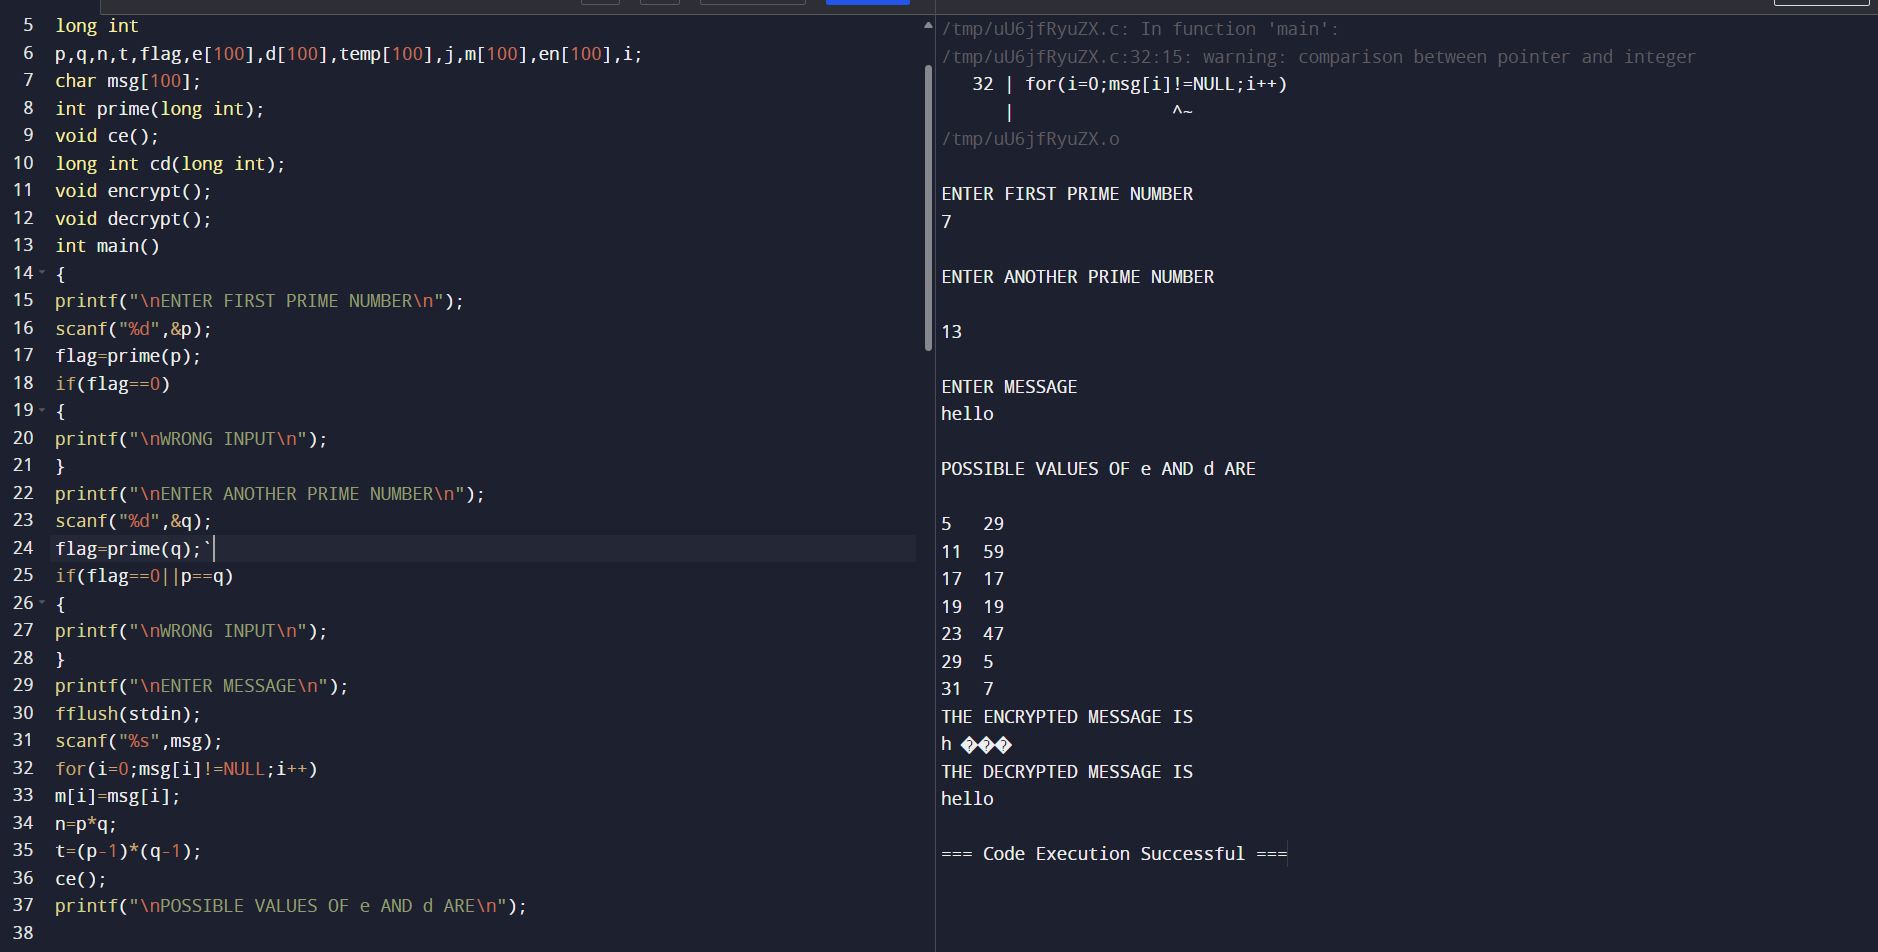 5 long int
6 p,q,n,t,flag,e[100],d[100],temp[100],j,m[100],en[100],i;
7 char msg[100];
8 int prime(long int);
9 void ce();
10 long int cd(long int);
11 void encrypt();
12 void decrypt();
13 int main()
14 {
15 printf("\nENTER FIRST PRIME NUMBER\n");
16 scanf("%d",&p);
17 flag=prime(p);
18 if(flag==0)
19 {
20 printf("\nWRONG INPUT\n");
21 }
22 printf("\nENTER ANOTHER PRIME NUMBER\n");
23 scanf("%d",&q);
24 flag=prime(q);`
25 if(flag==0||p==q)
26 {
27 printf("\nWRONG INPUT\n");
28 }
29 printf("\nENTER MESSAGE\n");
30 fflush(stdin);
31 scanf("%s",msg);
32 for(i=0;msg[i]!=NULL;i++)
33 m[i]=msg[i];
34 n=p*q;
35 t=(p-1)*(q-1);
36 ce();
37 printf("\nPOSSIBLE VALUES OF e AND d ARE\n");
38
/tmp/uU6jfRyuZX.c: In function 'main':
/tmp/uU6jfRyuZX.c:32:15: warning: comparison between pointer and integer
32 | for(i=0;msg[i]!=NULL;i++)
| ^~
/tmp/uU6jfRyuZX.o
ENTER FIRST PRIME NUMBER
7
ENTER ANOTHER PRIME NUMBER
13
ENTER MESSAGE
hello
POSSIBLE VALUES OF e AND d ARE
5 29
11 59
17 17
19 19
23 47
29 5
31 7
THE ENCRYPTED MESSAGE IS
h ���
THE DECRYPTED MESSAGE IS
hello
=== Code Execution Successful ===